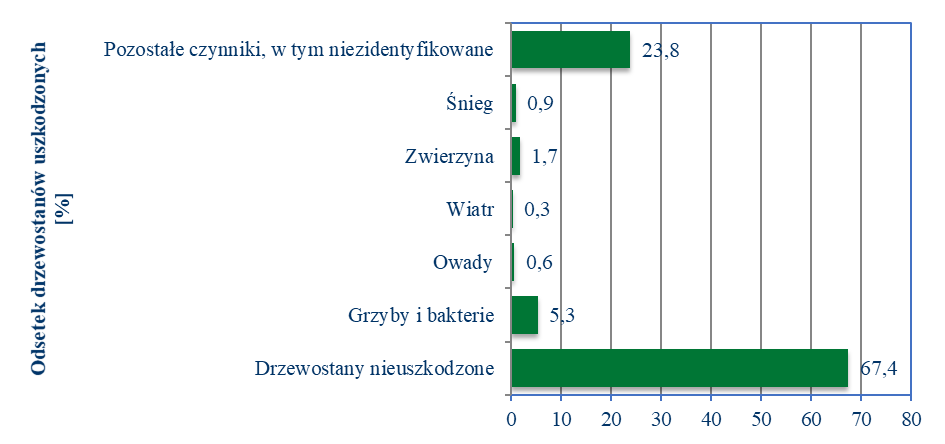 Odsetek drzewostanów uszkodzonych
[%]
Pozostałe czynniki, w tym niezidentyfikowane 23,8
Śnieg 0,9
Zwierzyna 1,7
Wiatr 0,3
Owady 0,6
Grzyby i bakterie 5,3
Drzewostany nieuszkodzone 67,4
0 10 20 30 40 50 60 70 80